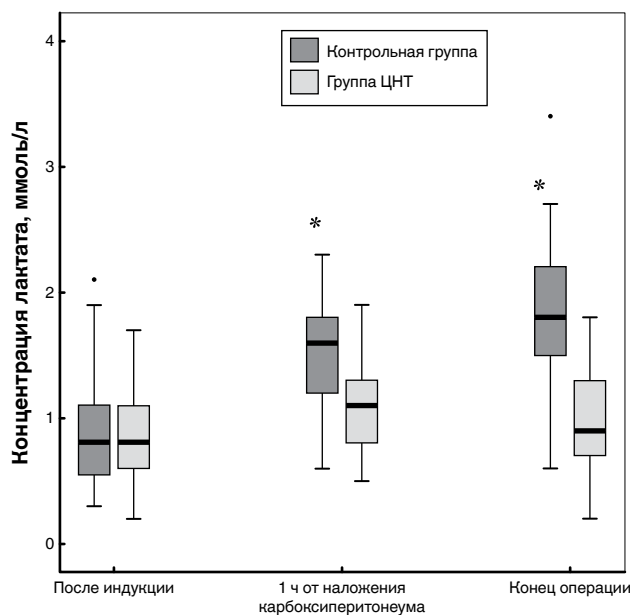 Концентрация лактата, ммоль/л
4
3
2
1
0
Контрольная группа
Группа ЦНТ
*
*
После индукции
1 ч от наложения
карбоксиперитонеума
Конец операции